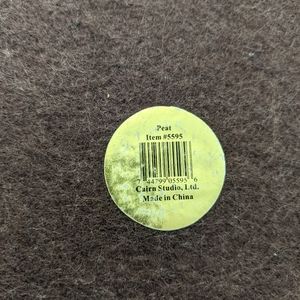 Peat
Item #5595
7 44799 05595 6
Cairn Studio, Ltd.
Made in China